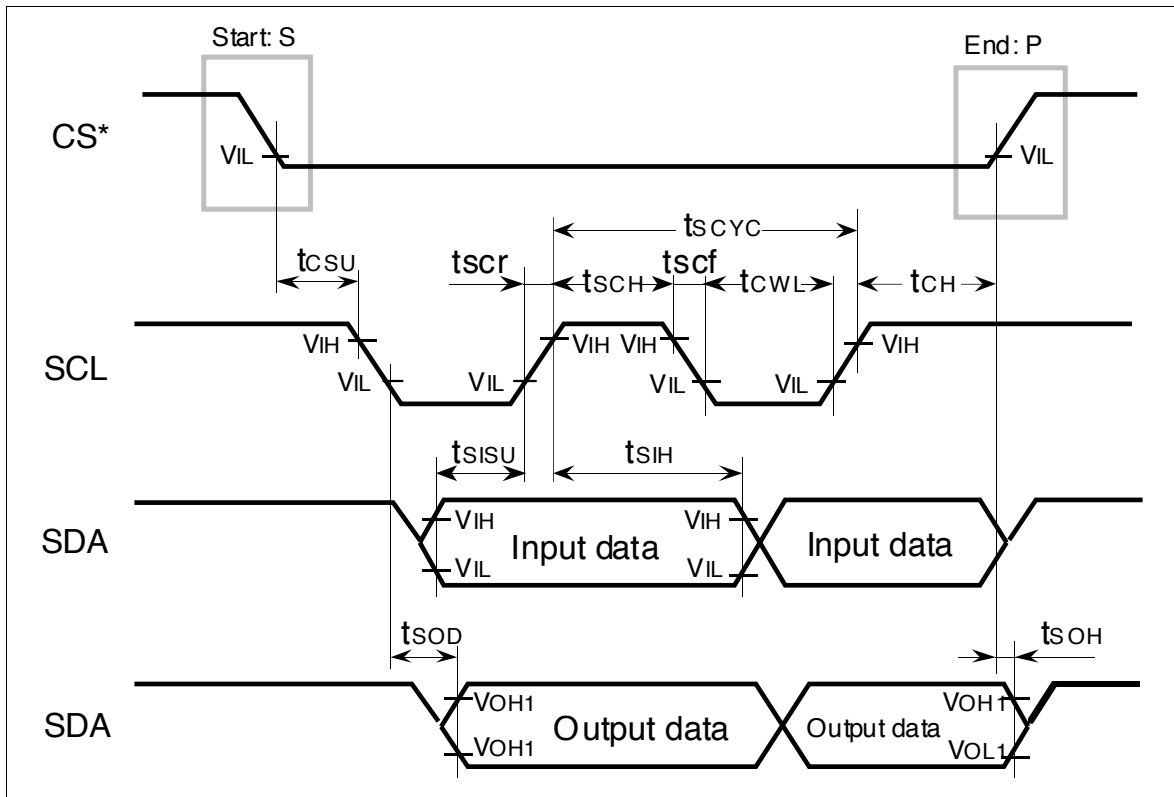 Start: S
End: P
CS*
VIL
VIL
tSCYC
tCSU
tscr
tSCH
tscf
tCWL
tCH
SCL
VIH
VIH
VIH
VIH
VIL
VIL
VIL
VIL
tSISU
tSIH
SDA
VIH
VIH
Input data
Input data
VIL
VIL
tSOD
tSOH
SDA
VOH1
VOH1
Output data
Output data
VOH1
VOL1